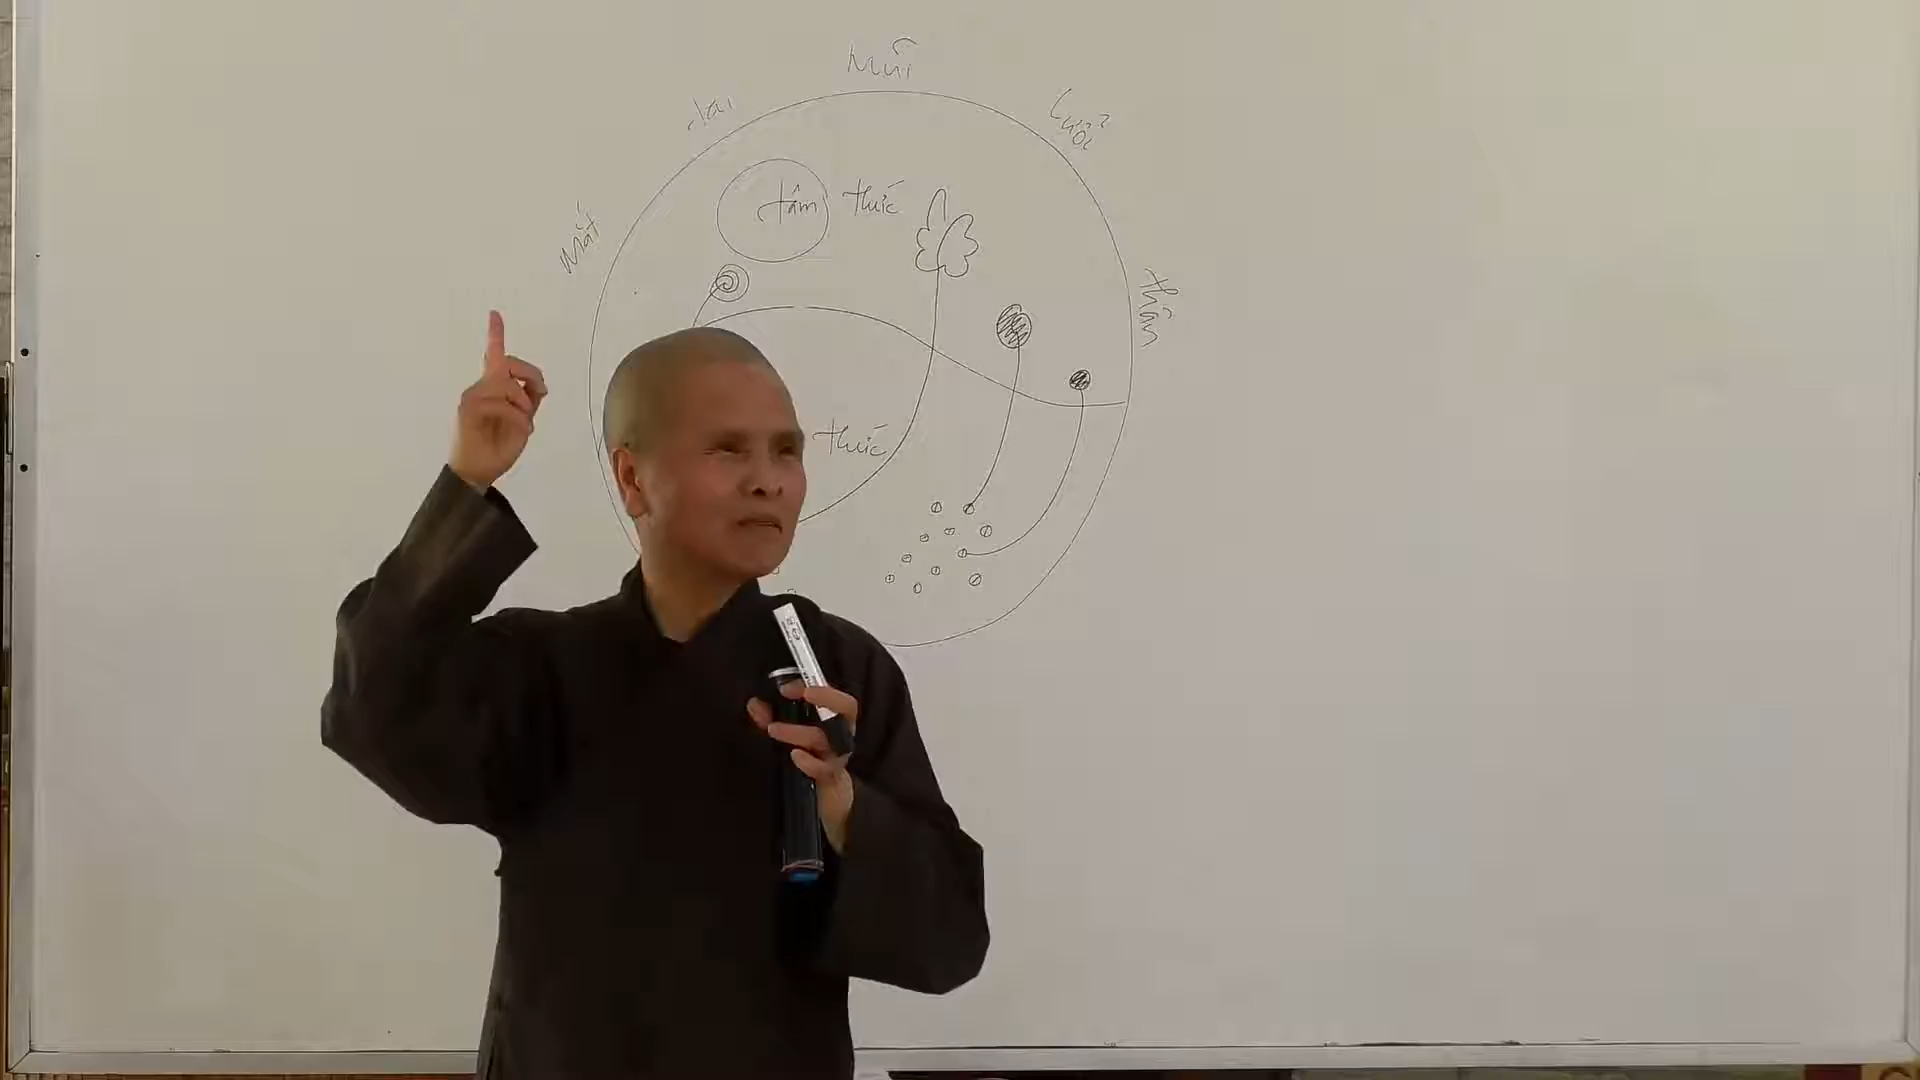 Mũi
Tai
Lưỡi
Mắt
tâm thức
Thân
thức